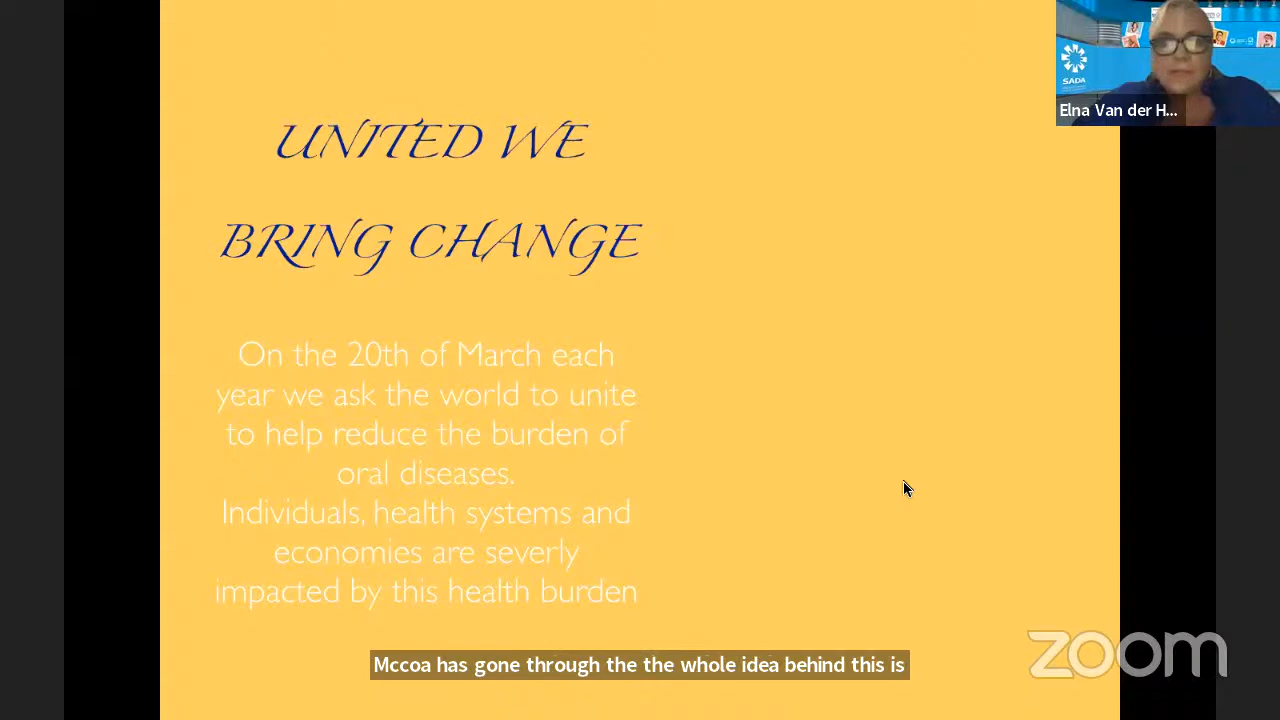 SADA
Elna Van der H...
UNITED WE
BRING CHANGE
On the 20th of March each
year we ask the world to unite
to help reduce the burden of
oral diseases.
Individuals, health systems and
economies are severly
impacted by this health burden
Mccoa has gone through the the whole idea behind this is
zoom